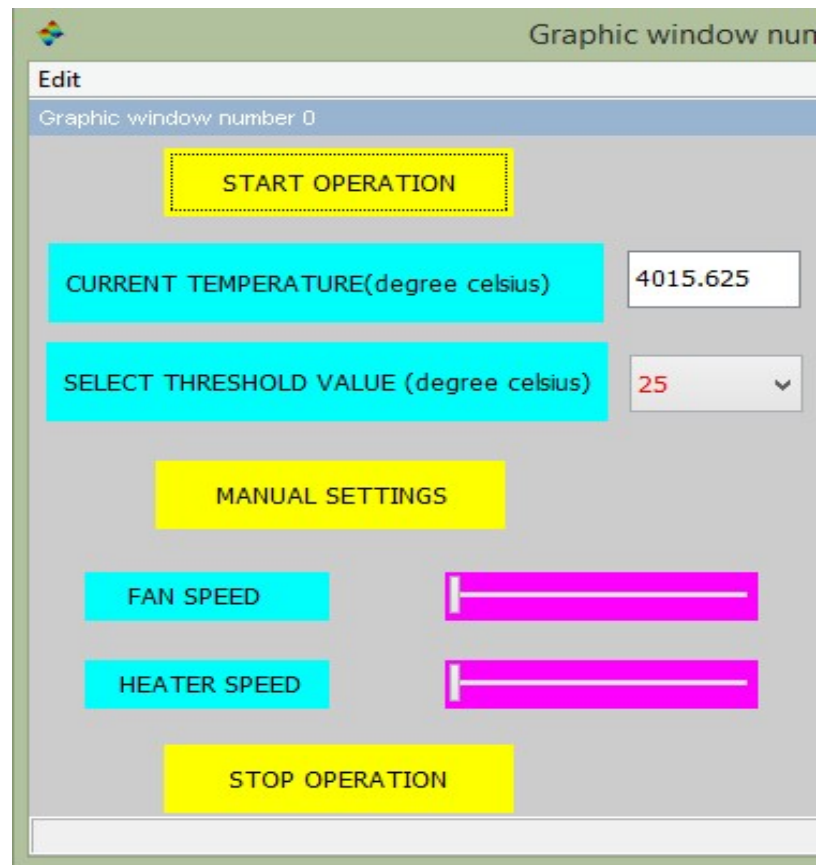 Graphic window num
Edit
Graphic window number 0
START OPERATION
CURRENT TEMPERATURE(degree celsius) 4015.625
SELECT THRESHOLD VALUE (degree celsius) 25
MANUAL SETTINGS
FAN SPEED
HEATER SPEED
STOP OPERATION